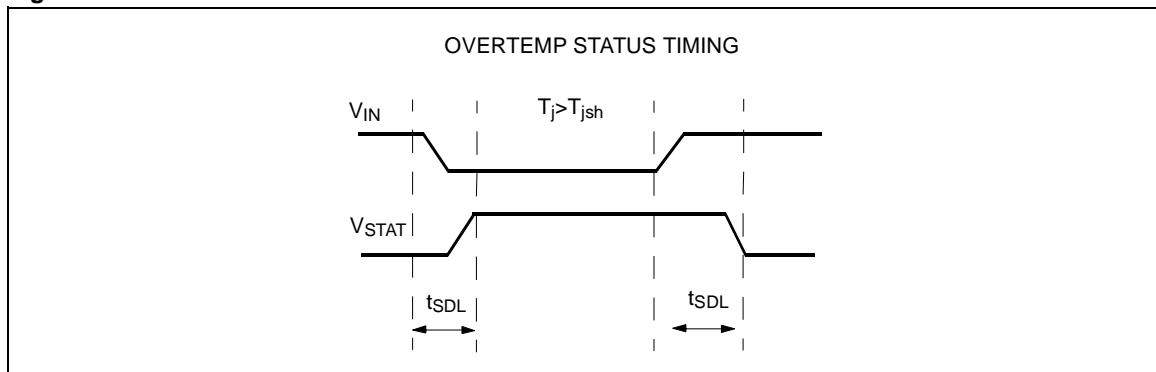 OVERTEMP STATUS TIMING
VIN
Tj>Tjsh
VSTAT
tSDL
tSDL